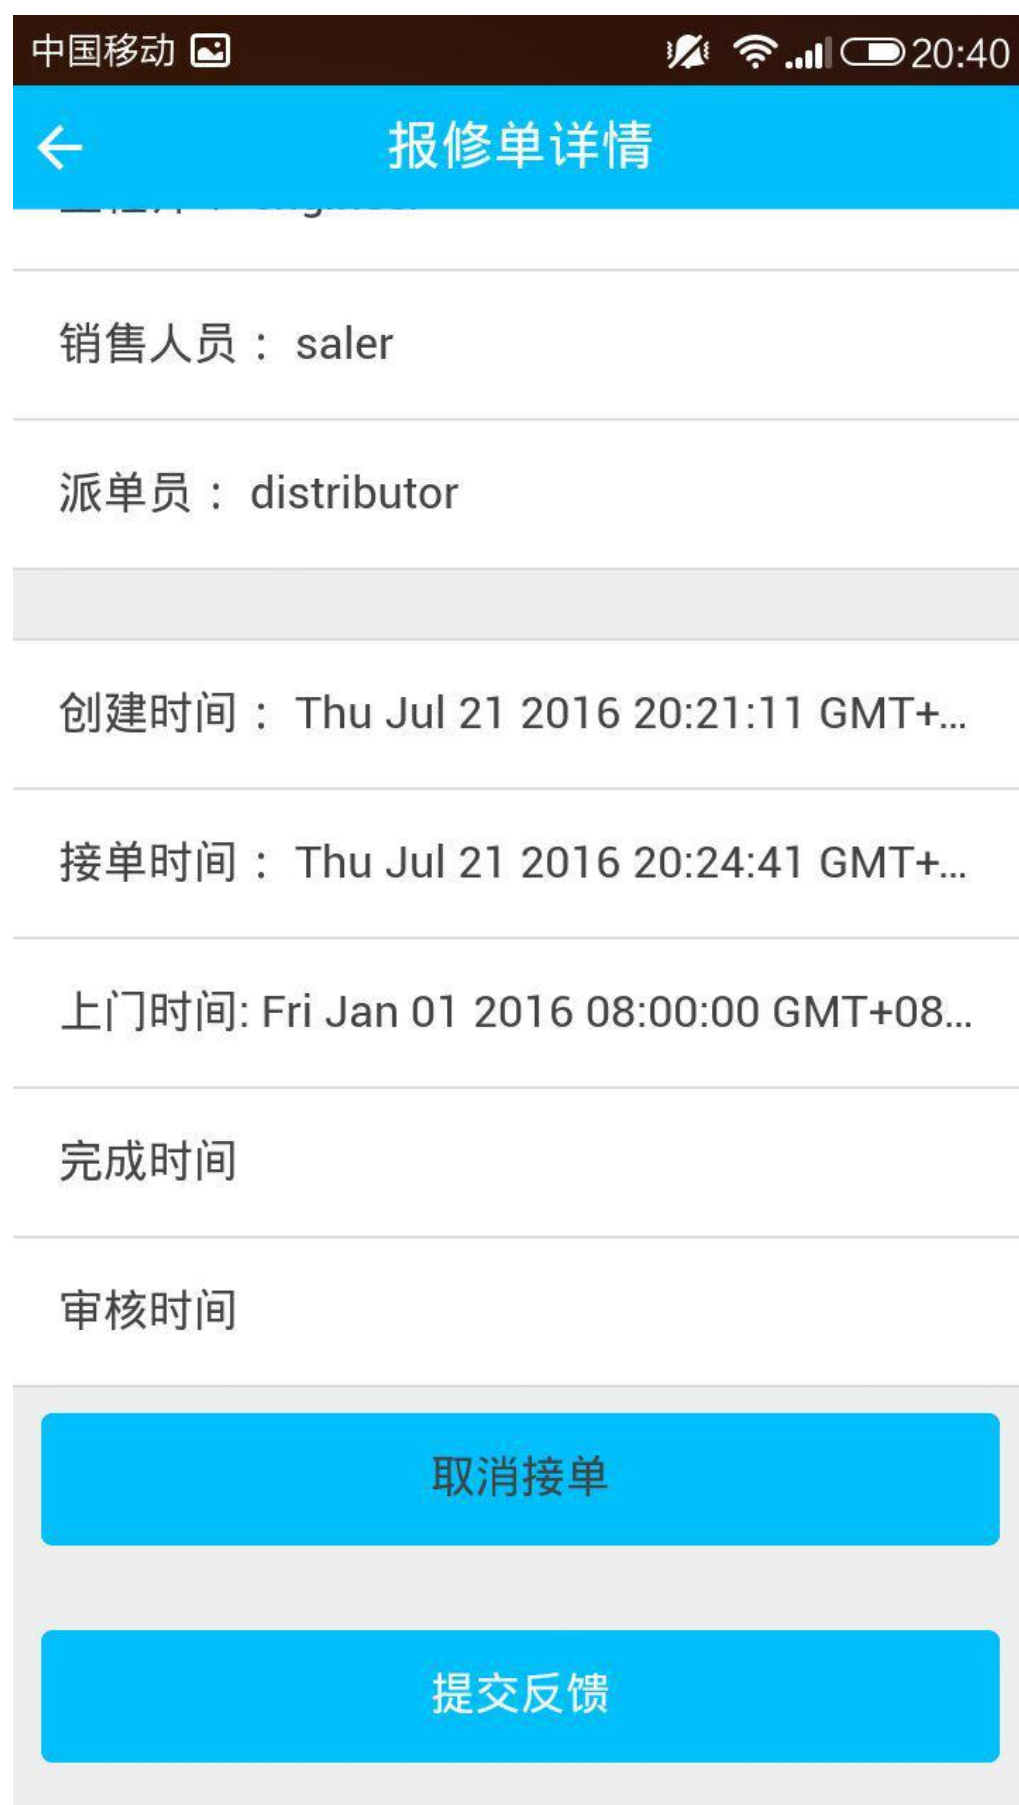 中国移动 20:40
报修单详情
销售人员： saler
派单员： distributor
创建时间： Thu Jul 21 2016 20:21:11 GMT+...
接单时间： Thu Jul 21 2016 20:24:41 GMT+...
上门时间: Fri Jan 01 2016 08:00:00 GMT+08...
完成时间
审核时间
取消接单
提交反馈